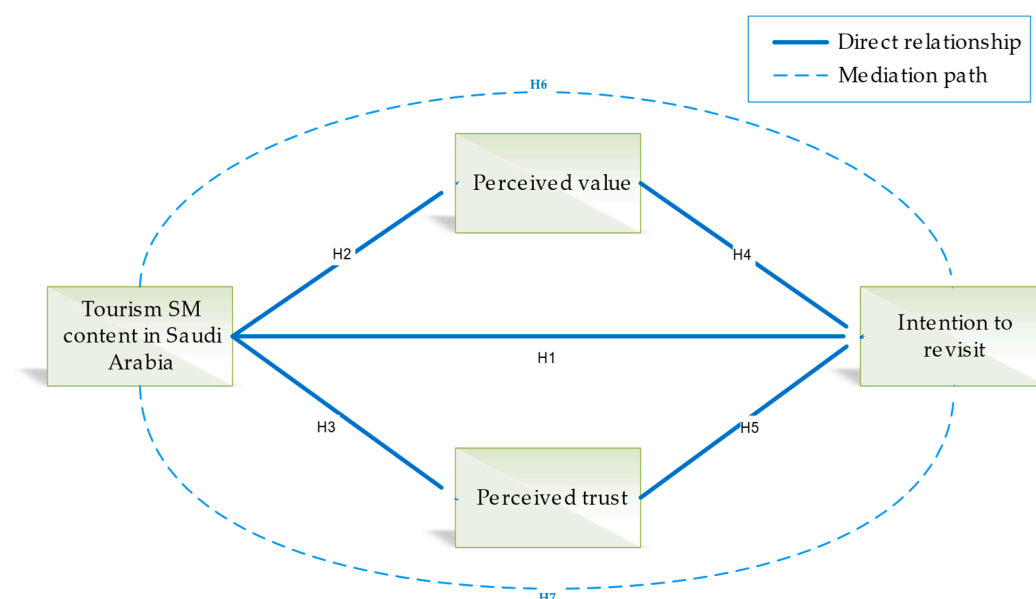 Direct relationship
Mediation path
H6
Perceived value
H2
H4
Tourism SM
content in Saudi
Arabia
Intention to
revisit
H1
H3
H5
Perceived trust
H7